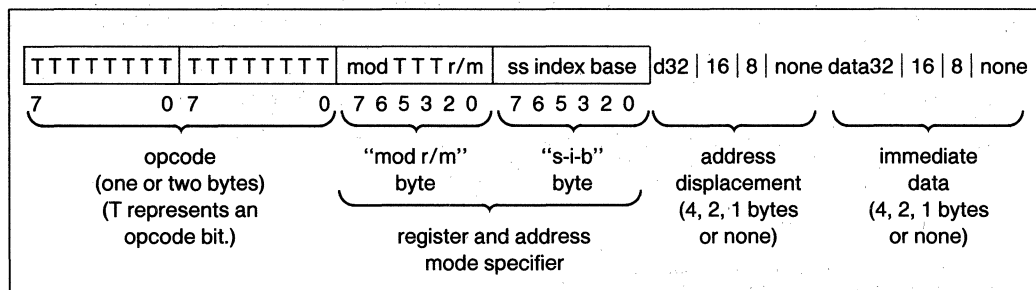 T T T T T T T T T T T T T T T T mod T T T r/m ss index base d32 | 16 | 8 | none data32 | 16 | 8 | none
7 0 7 0 7 6 5 3 2 0 7 6 5 3 2 0
opcode "mod r/m" "s-i-b" address immediate
(one or two bytes) byte byte displacement data
(T represents an (4, 2, 1 bytes (4, 2, 1 bytes
opcode bit.) register and address or none) or none)
mode specifier